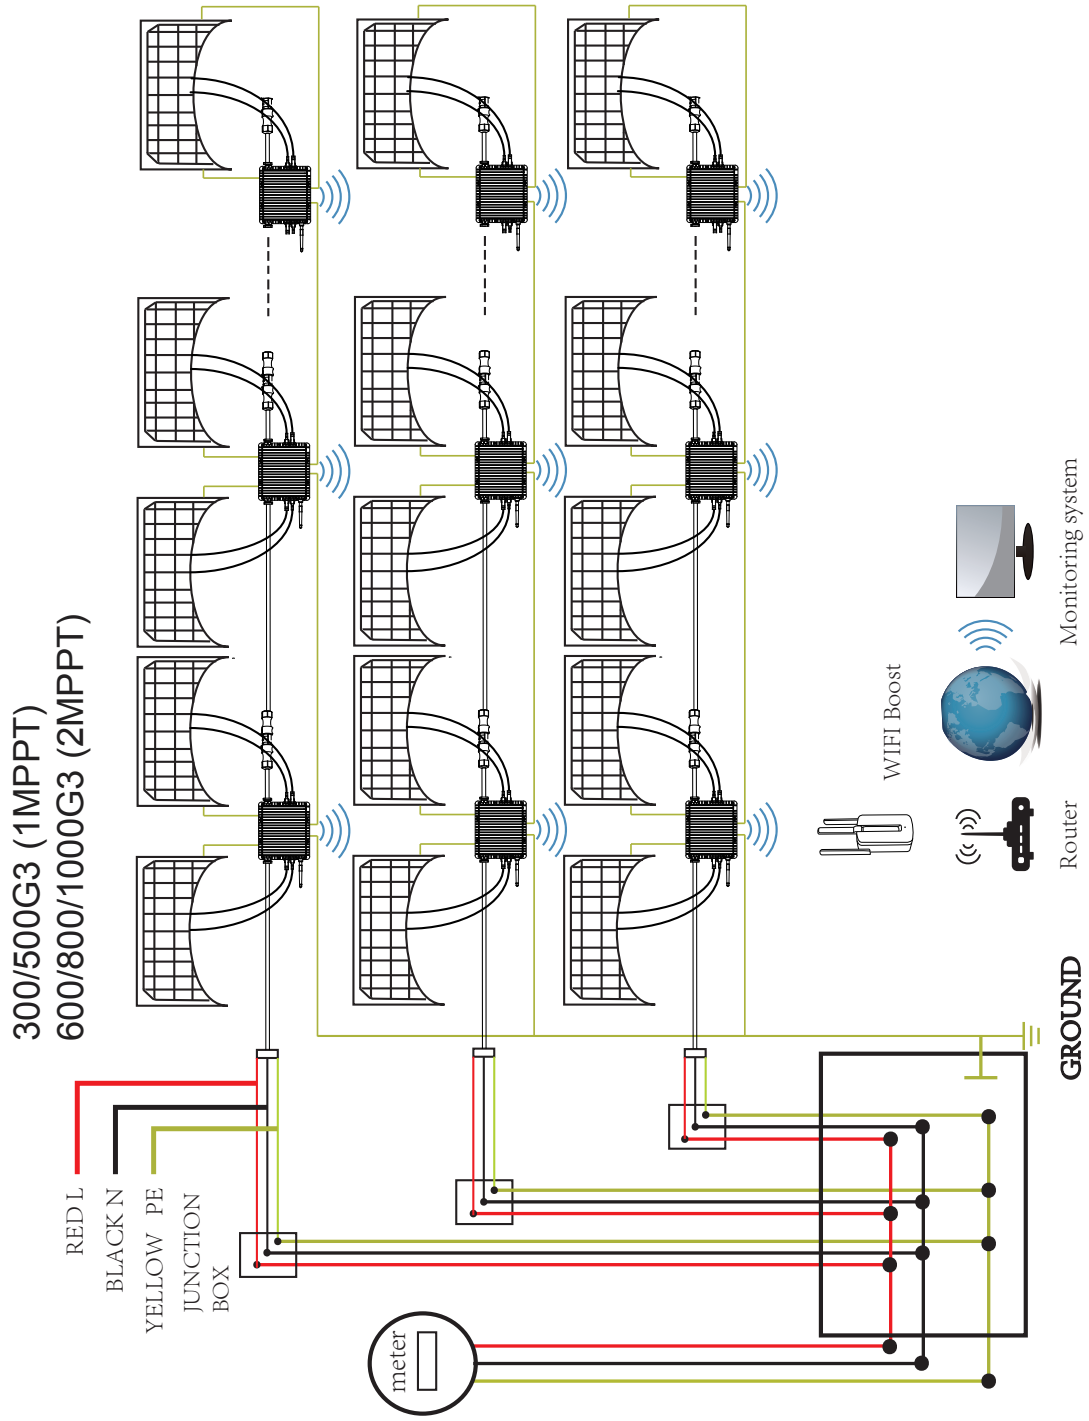 300/500G3 (1MPPT)
600/800/1000G3 (2MPPT)
RED L
BLACK N
YELLOW PE
JUNCTION
BOX
meter
GROUND
Router
WIFI Boost
Monitoring system